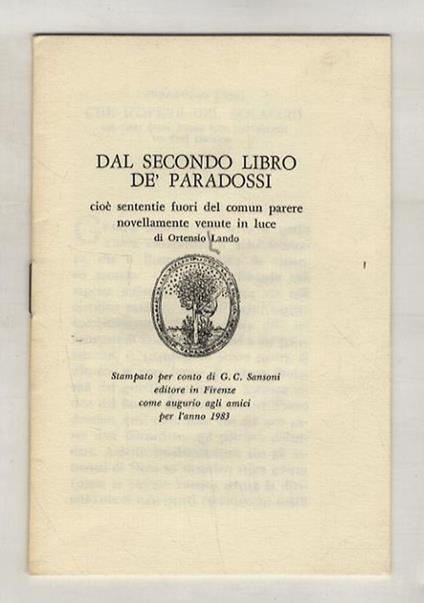 DAL SECONDO LIBRO
DE' PARADOSSI
cioè sententie fuori del comun parere
novellamente venute in luce
di Ortensio Lando
Stampato per conto di G. C. Sansoni
editore in Firenze
come augurio agli amici
per l'anno 1983